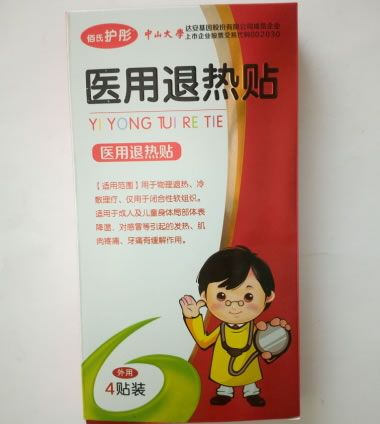 佰氏护彤 中山大学 达安基因股份有限公司辅集企业
上市企业股票交易代码002030
医用退热贴
YI YONG TUI RE TIE
医用退热贴
【适用范围】用于物理退热、冷
敷理疗、仅用于闭合性软组织。
适用于成人及儿童身体局部体表
降温、对感冒等引起的发热、肌
肉疼痛、牙痛有缓解作用。
外用
4贴装